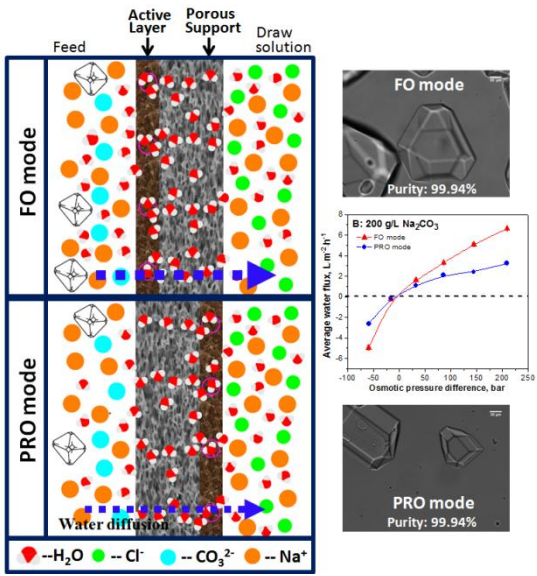 Active
Layer
Porous
Support
Feed
Draw
solution
FO mode
PRO mode
Water diffusion
--H₂O -- Cl⁻ -- CO₃²⁻ -- Na⁺
FO mode
Purity: 99.94%
B: 200 g/L Na₂CO₃
FO mode
PRO mode
Average water flux, L m⁻² h⁻¹
8
6
4
2
0
-2
-4
-6
-100 -50 0 50 100 150 200 250
Osmotic pressure difference, bar
PRO mode
Purity: 99.94%